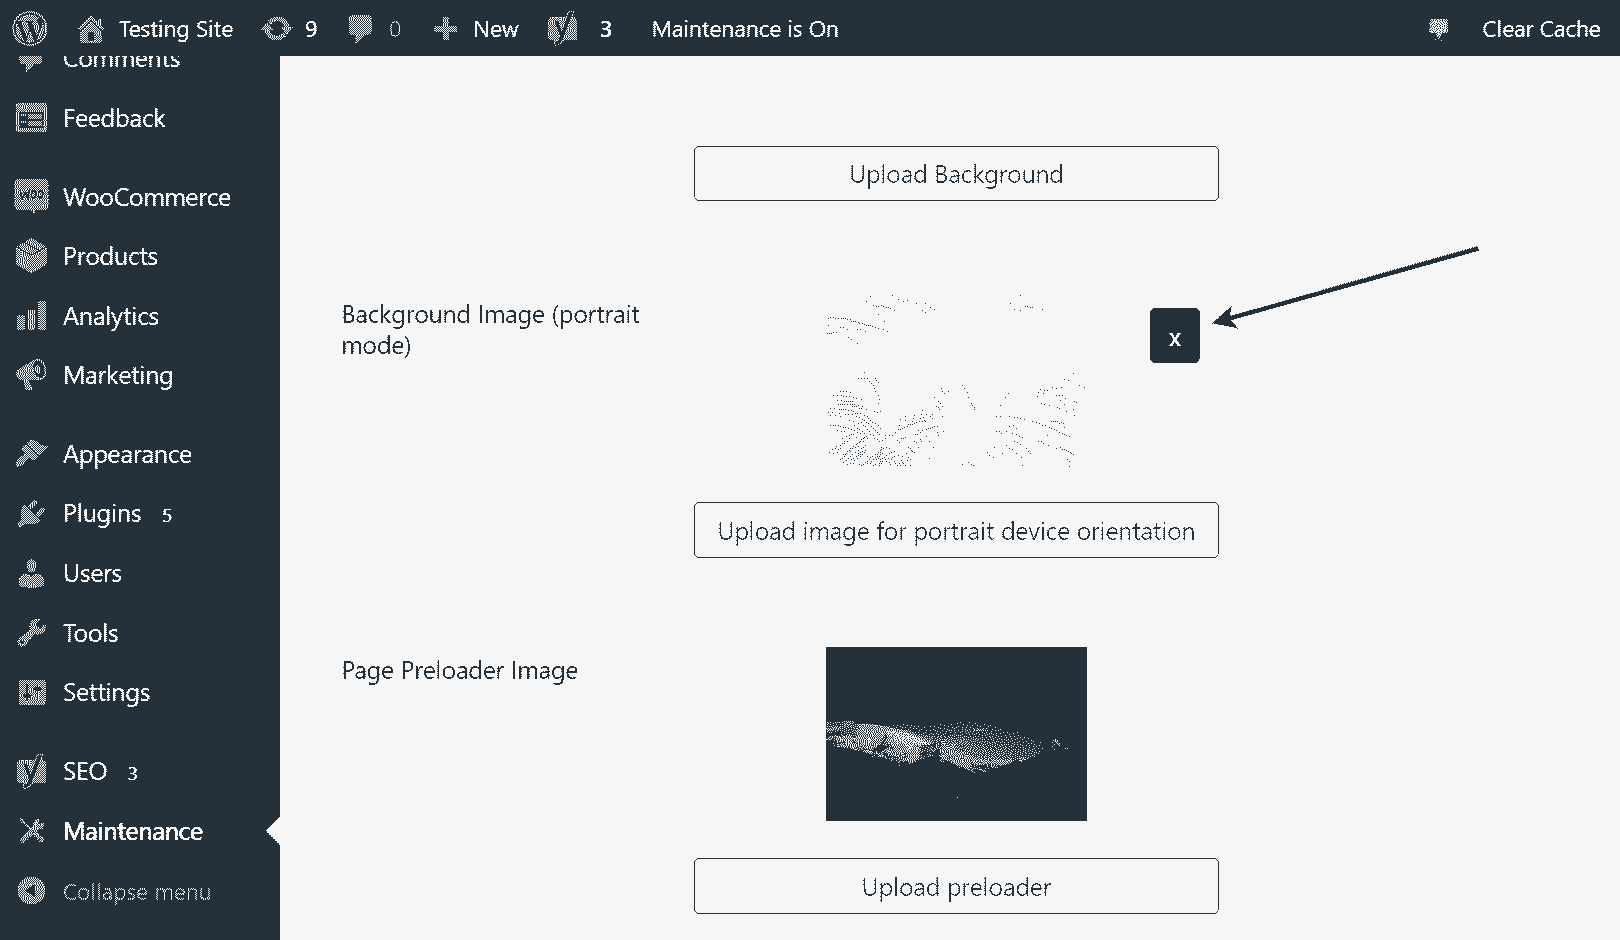 Testing Site 9 0 New 3 Maintenance is On Clear Cache
Comments
Feedback
WooCommerce
Products
Analytics
Marketing
Appearance
Plugins 5
Users
Tools
Settings
SEO 3
Maintenance
Collapse menu
Upload Background
Background Image (portrait
mode)
x
Upload image for portrait device orientation
Page Preloader Image
Upload preloader